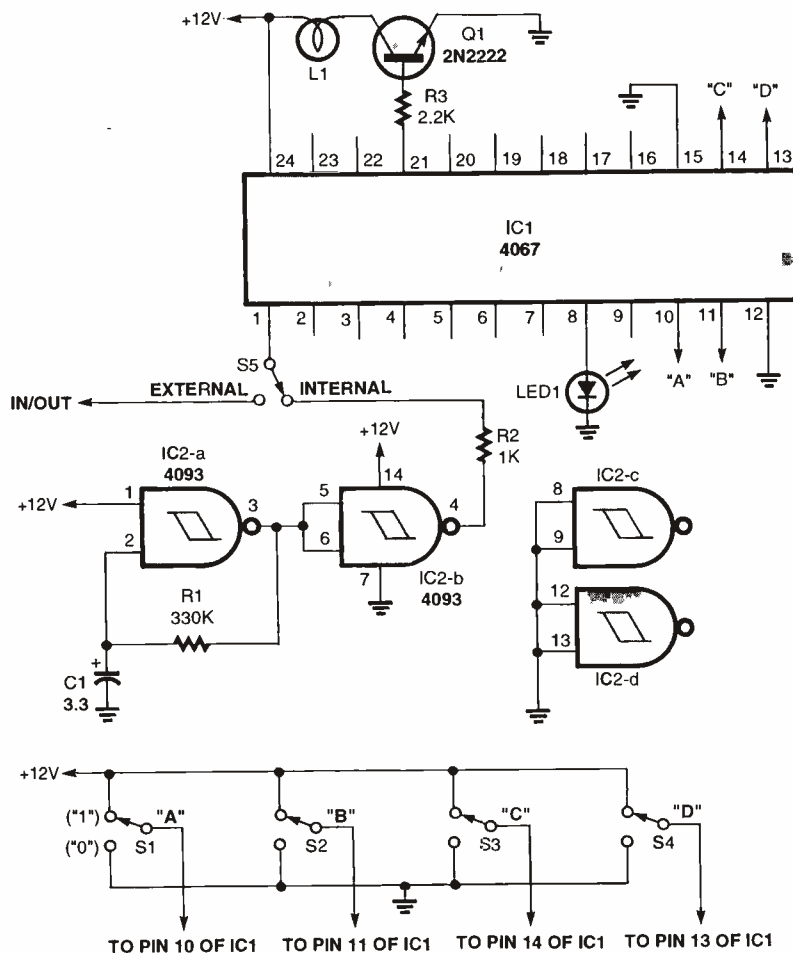 +12V
L1
Q1
2N2222
R3
2.2K
"C" "D"
24 23 22 21 20 19 18 17 16 15 14 13
IC1
4067
1 2 3 4 5 6 7 8 9 10 11 12
S5
EXTERNAL INTERNAL
IN/OUT
LED1
"A" "B"
R2
1K
IC2-a
4093
+12V
1
2
3
+12V
14
5
6
4
7
IC2-b
4093
R1
330K
+
C1
3.3
IC2-c
8
9
12
13
IC2-d
+12V
("1") "A" "B" "C" "D"
("0") S1 S2 S3 S4
TO PIN 10 OF IC1 TO PIN 11 OF IC1 TO PIN 14 OF IC1 TO PIN 13 OF IC1